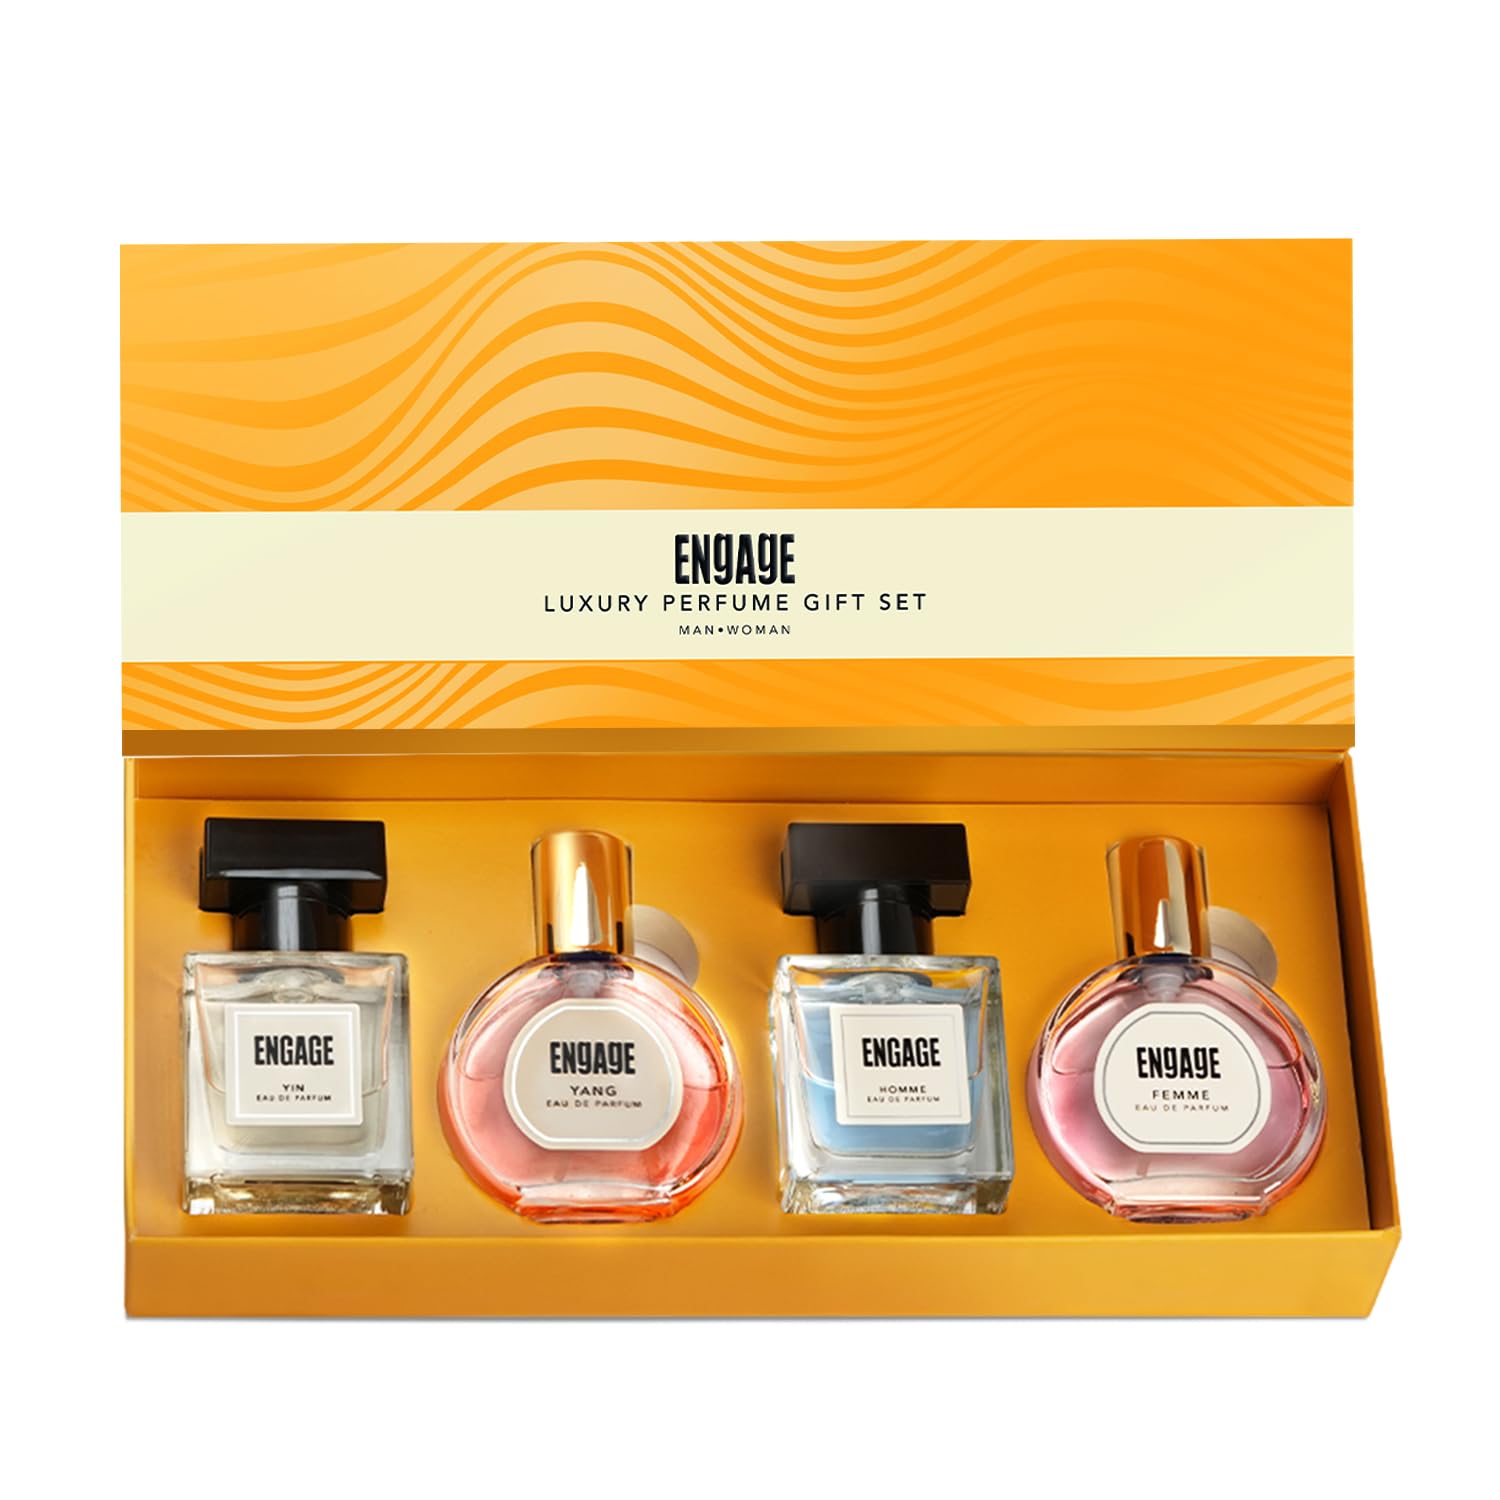 ENgAgE
LUXURY PERFUME GIFT SET
MAN•WOMAN
ENGAGE
YIN
EAU DE PARFUM
ENgAgE
YANG
EAU DE PARFUM
ENGAGE
HOMME
EAU DE PARFUM
ENgAgE
FEMME
EAU DE PARFUM